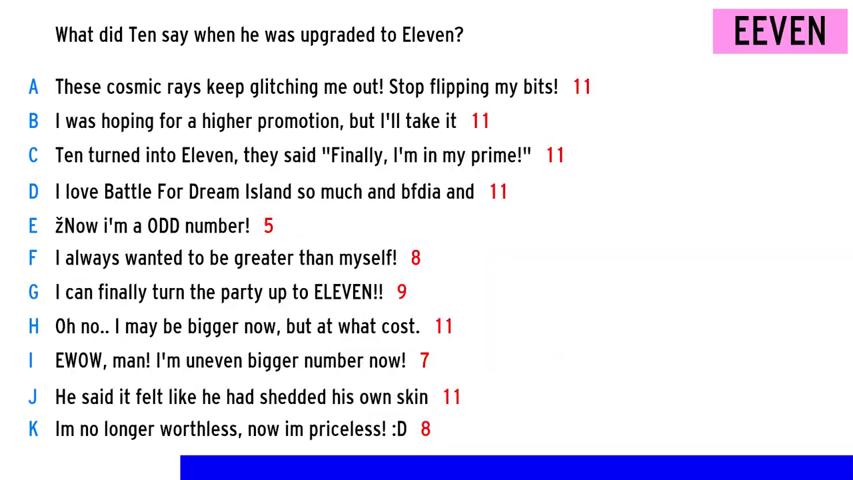 What did Ten say when he was upgraded to Eleven?
EEVEN
A These cosmic rays keep glitching me out! Stop flipping my bits! 11
B I was hoping for a higher promotion, but I'll take it 11
C Ten turned into Eleven, they said "Finally, I'm in my prime!" 11
D I love Battle For Dream Island so much and bfdia and 11
E žNow i'm a ODD number! 5
F I always wanted to be greater than myself! 8
G I can finally turn the party up to ELEVEN!! 9
H Oh no.. I may be bigger now, but at what cost. 11
I EWOW, man! I'm uneven bigger number now! 7
J He said it felt like he had shedded his own skin 11
K Im no longer worthless, now im priceless! :D 8